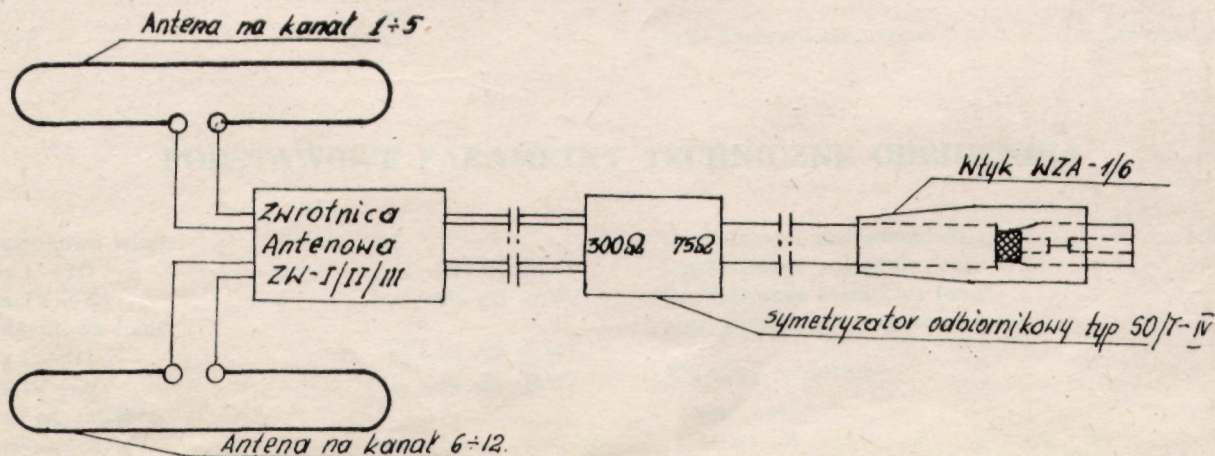 Antena na kanał 1÷5
Zwrotnica
Antenowa
ZW-I/II/III
300Ω 75Ω
Wtyk WZA-1/6
symetryzator odbiornikowy typ SO/T-IV
Antena na kanał 6÷12.